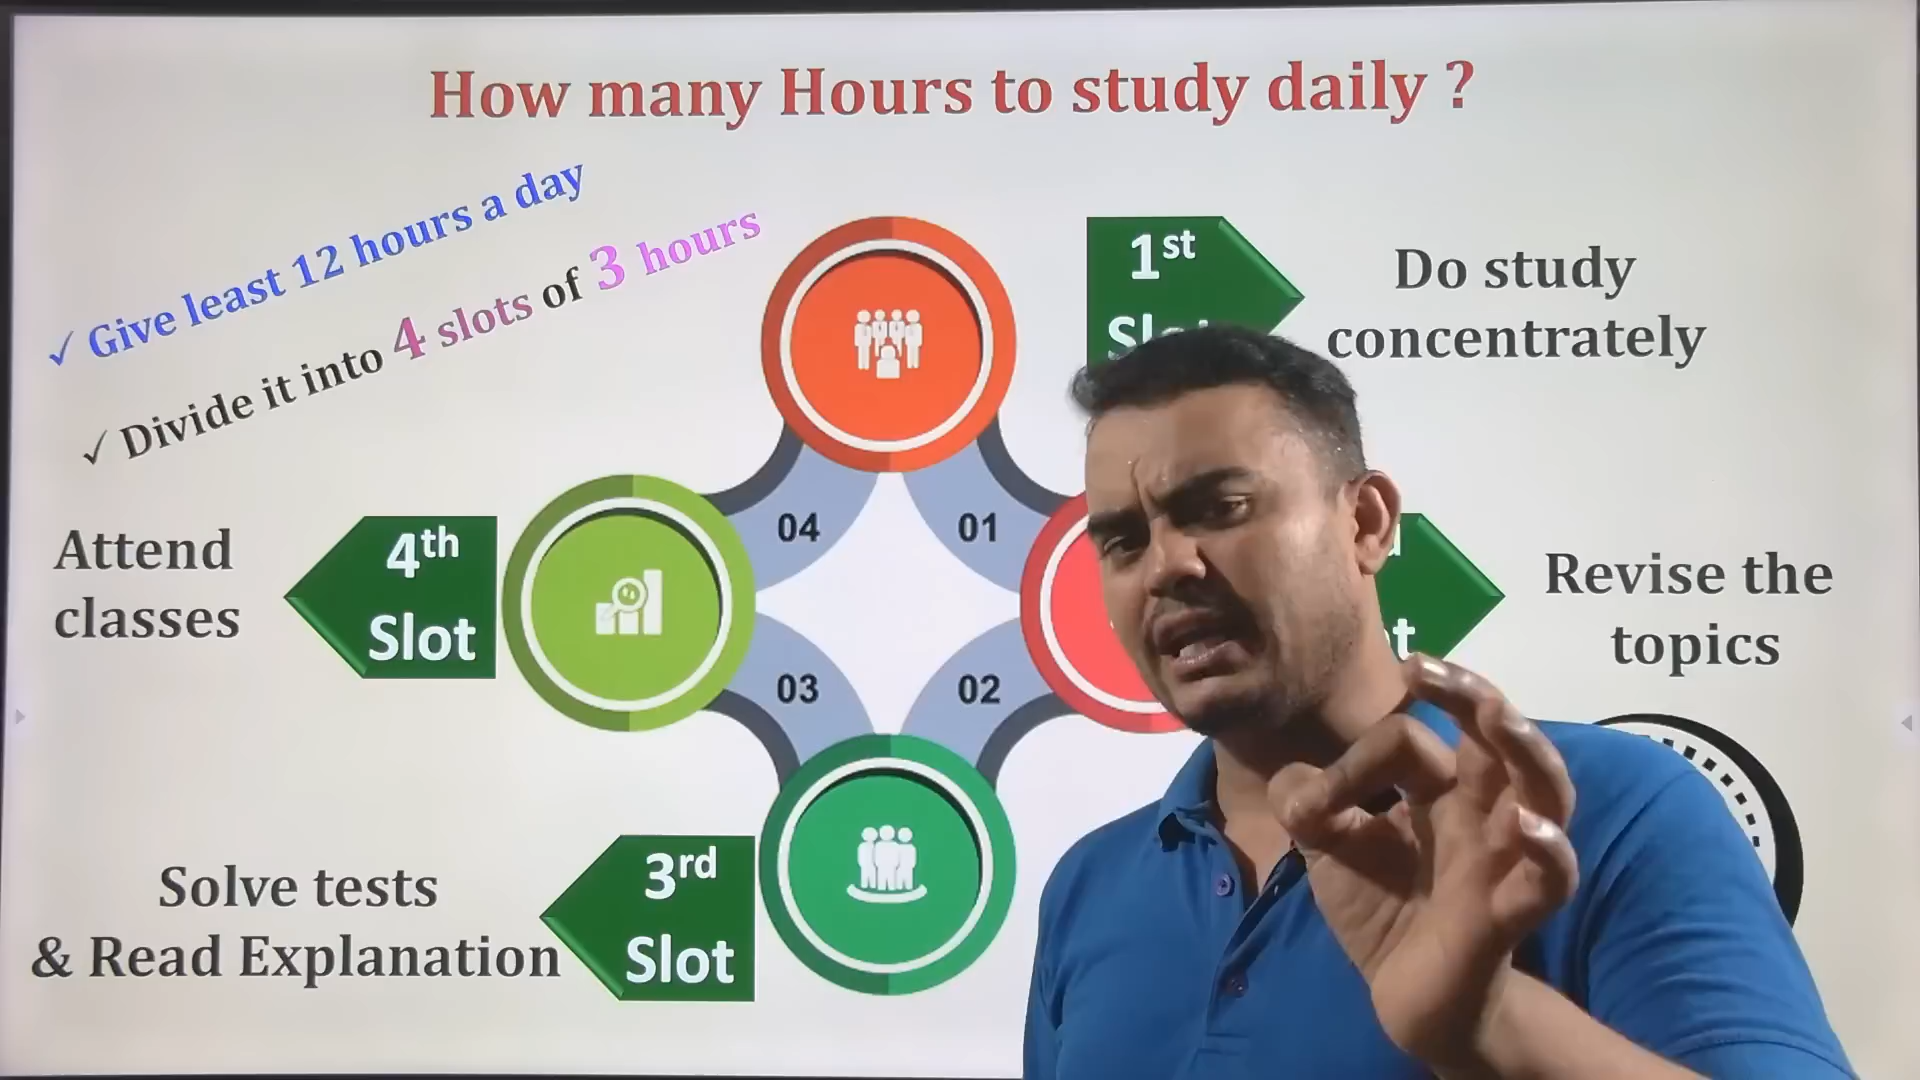 How many Hours to study daily ?
✓ Give least 12 hours a day
✓ Divide it into 4 slots of 3 hours
1st
Do study
concentrately
04
01
Attend
classes
4th
Slot
Revise the
topics
03
02
Solve tests
& Read Explanation
3rd
Slot